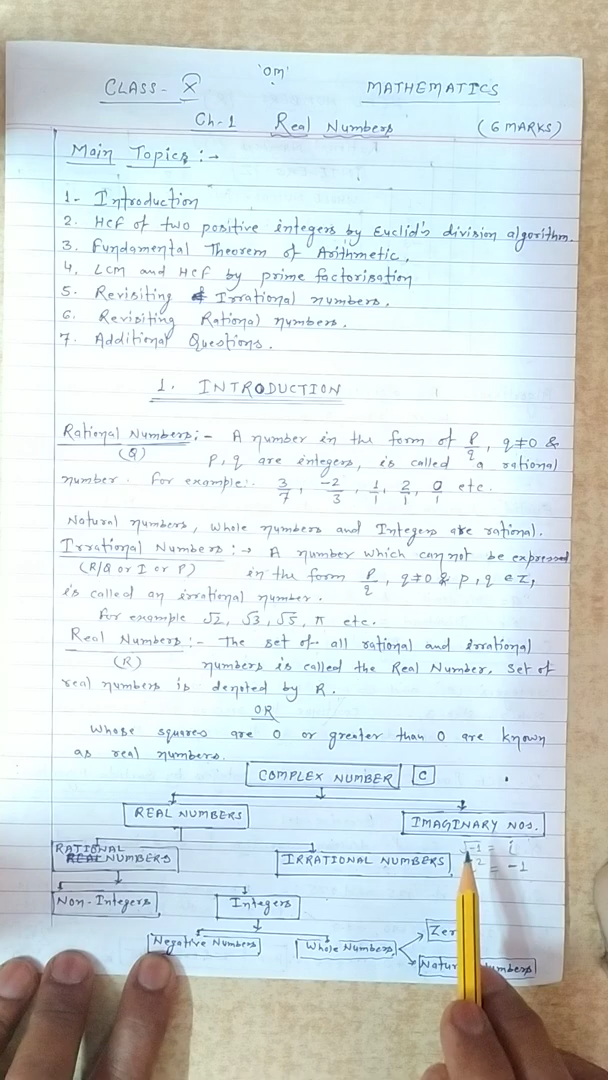 'OM'
CLASS - X MATHEMATICS
Ch-1 Real Numbers (6 MARKS)
Main Topics :→
1- Introduction
2. HCF of two positive integers by Euclid's division algorithm.
3. Fundamental Theorem of Arithmetic.
4. LCM and HCF by prime factorisation
5. Revisiting Irrational numbers.
6. Revisiting Rational numbers.
7. Additional Questions.
1. INTRODUCTION
Rational Numbers :- A number in the form of p/q, q≠0 &
(Q) p, q are integers, is called a rational
number. For example:- 3/7, -2/3, 1/1, 2/1, 0/1 etc.
Natural numbers, whole numbers and Integers are rational.
Irrational Numbers :→ A number which can not be expressed
(R/Q or I or P) in the form p/q, q≠0 & p, q ∈ Z,
is called an irrational number.
For example √2, √3, √5, π etc.
Real Numbers :- The set of all rational and irrational
(R) numbers is called the Real Number. Set of
real numbers is denoted by R.
OR
Whose squares are 0 or greater than 0 are known
as real numbers.
COMPLEX NUMBER C
REAL NUMBERS IMAGINARY NOS.
RATIONAL √-1 = i
NUMBERS IRRATIONAL NUMBERS 2 = -1
Non-Integers Integers
Negative Numbers Whole Numbers